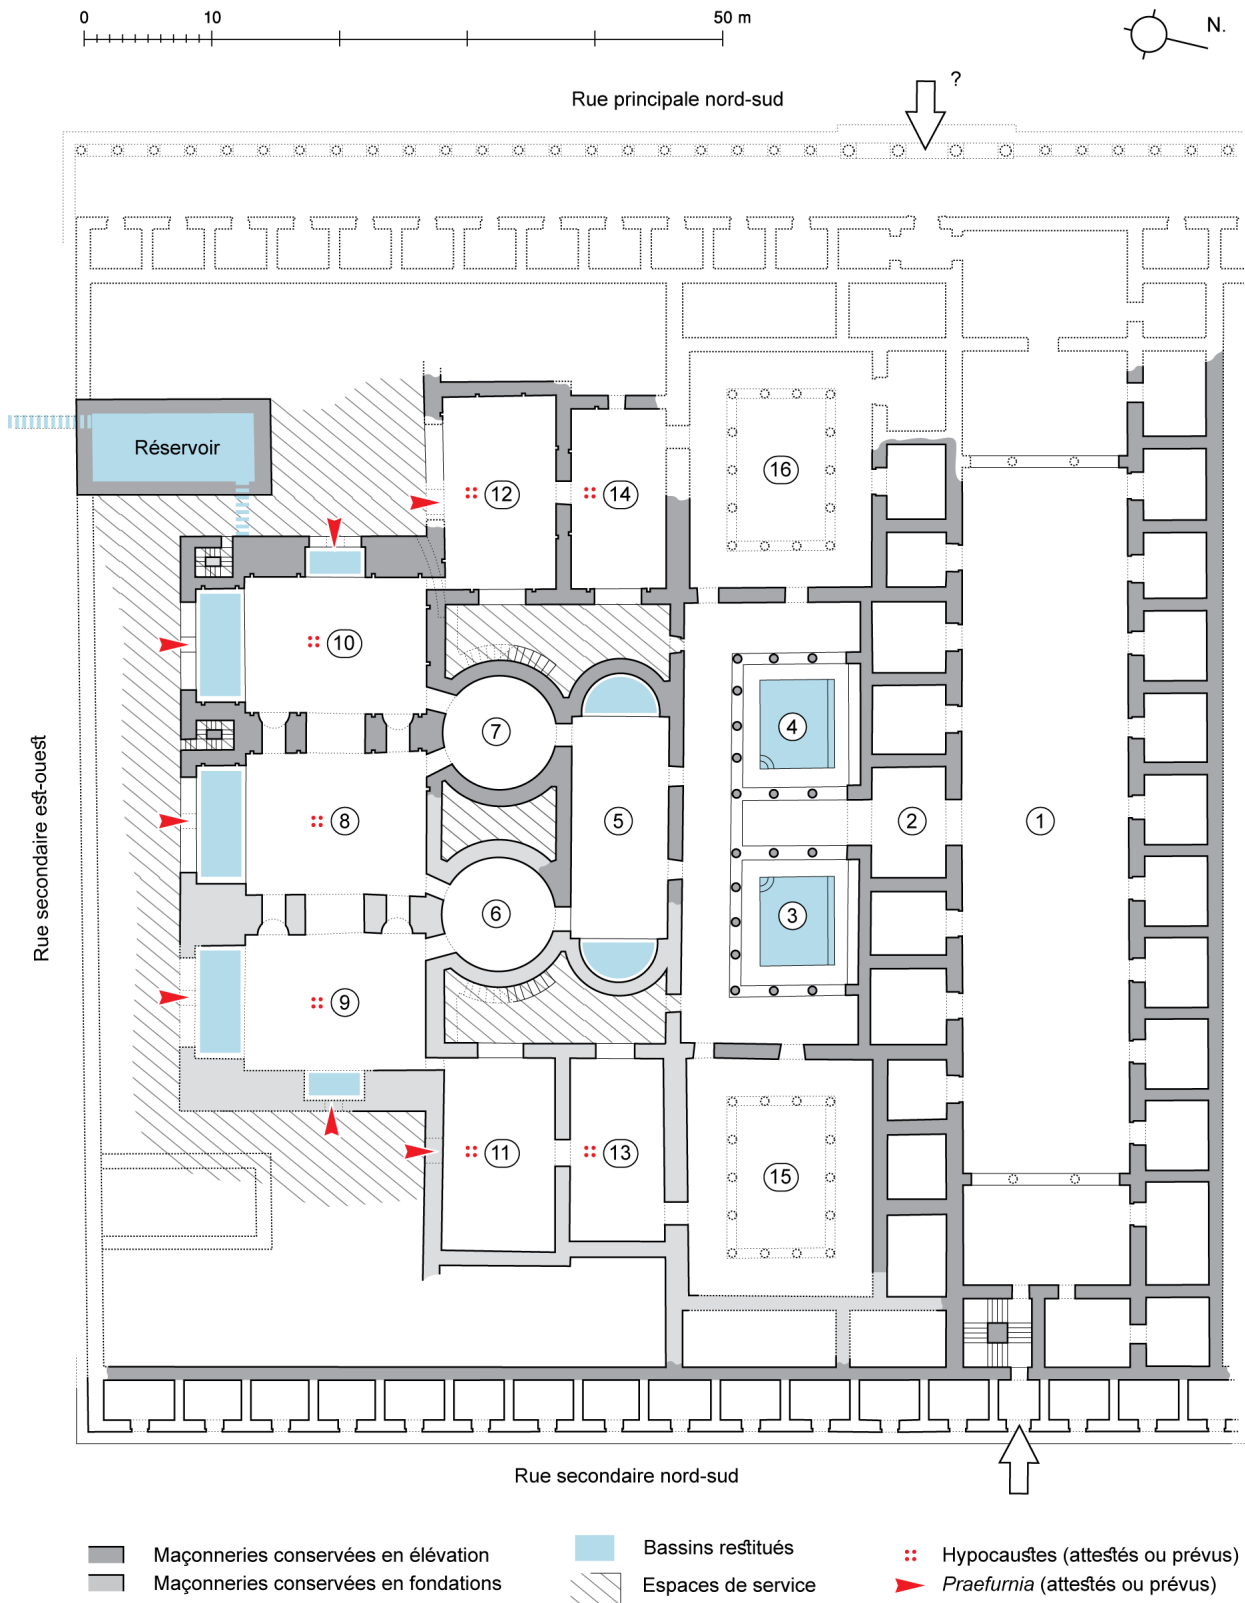 0 10 50 m
N.
?
Rue principale nord-sud
Réservoir
12
14
16
10
7
4
8
5
2
1
6
3
9
11
13
15
Rue secondaire est-ouest
Rue secondaire nord-sud
Maçonneries conservées en élévation
Maçonneries conservées en fondations
Bassins restitués
Espaces de service
Hypocaustes (attestés ou prévus)
Praefurnia (attestés ou prévus)